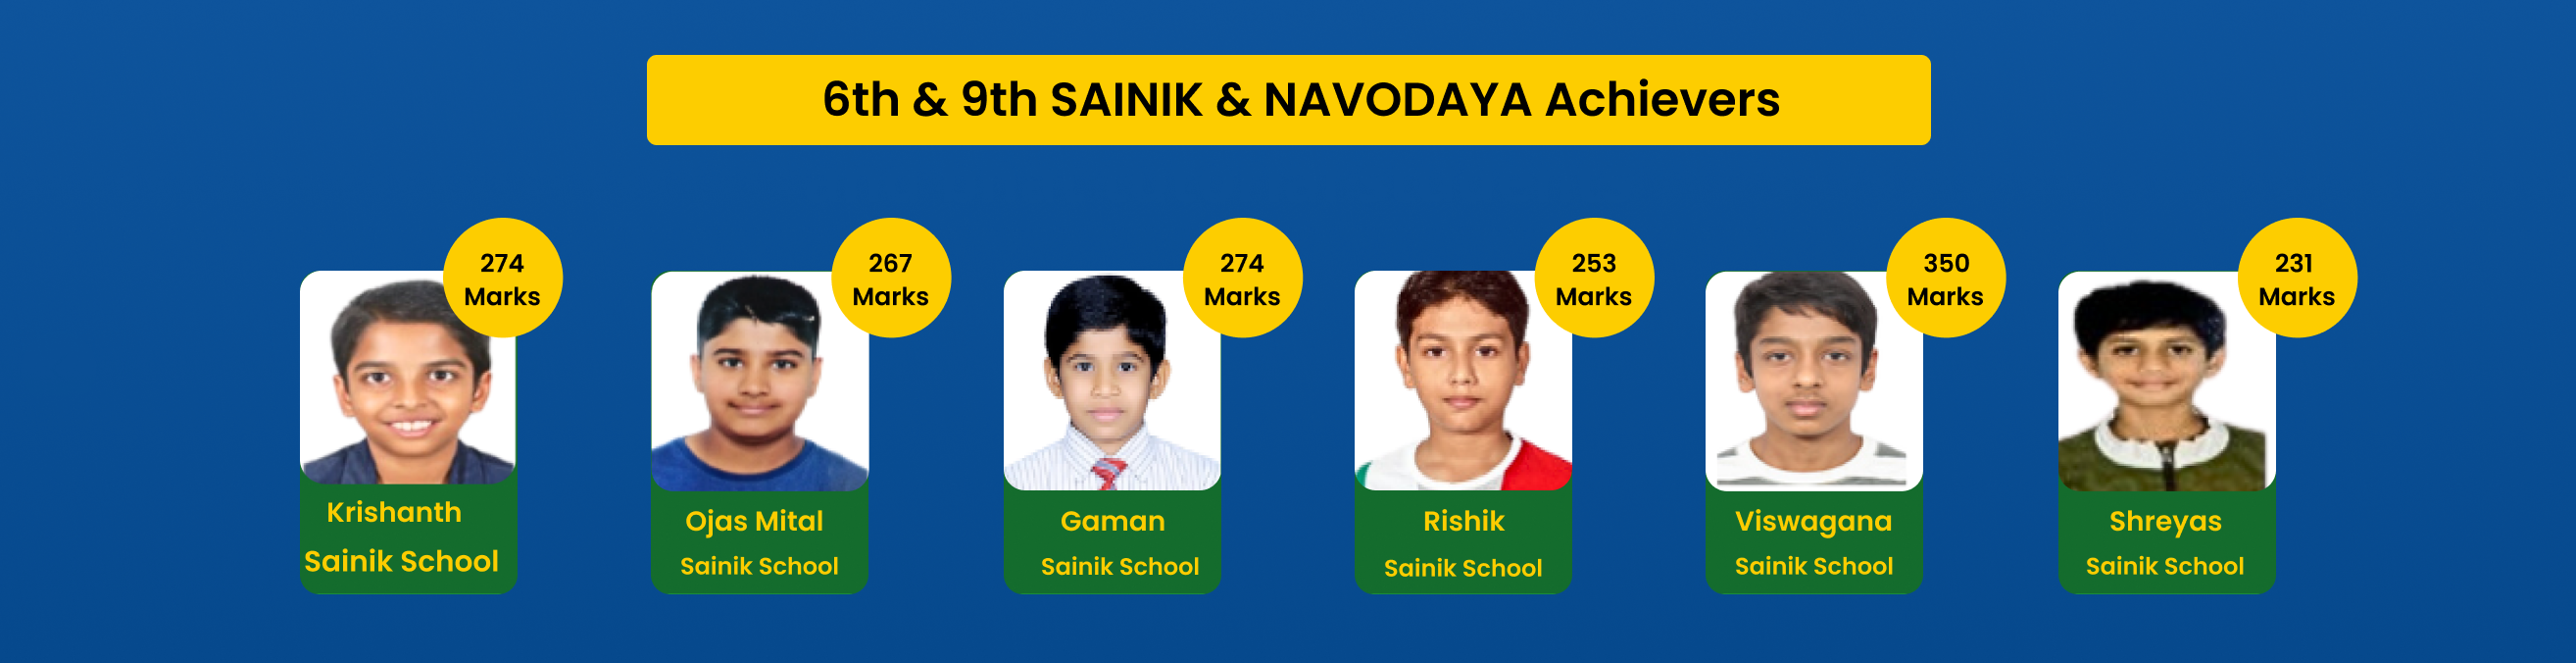 6th & 9th SAINIK & NAVODAYA Achievers
274
Marks
Krishanth
Sainik School
267
Marks
Ojas Mital
Sainik School
274
Marks
Gaman
Sainik School
253
Marks
Rishik
Sainik School
350
Marks
Viswagana
Sainik School
231
Marks
Shreyas
Sainik School